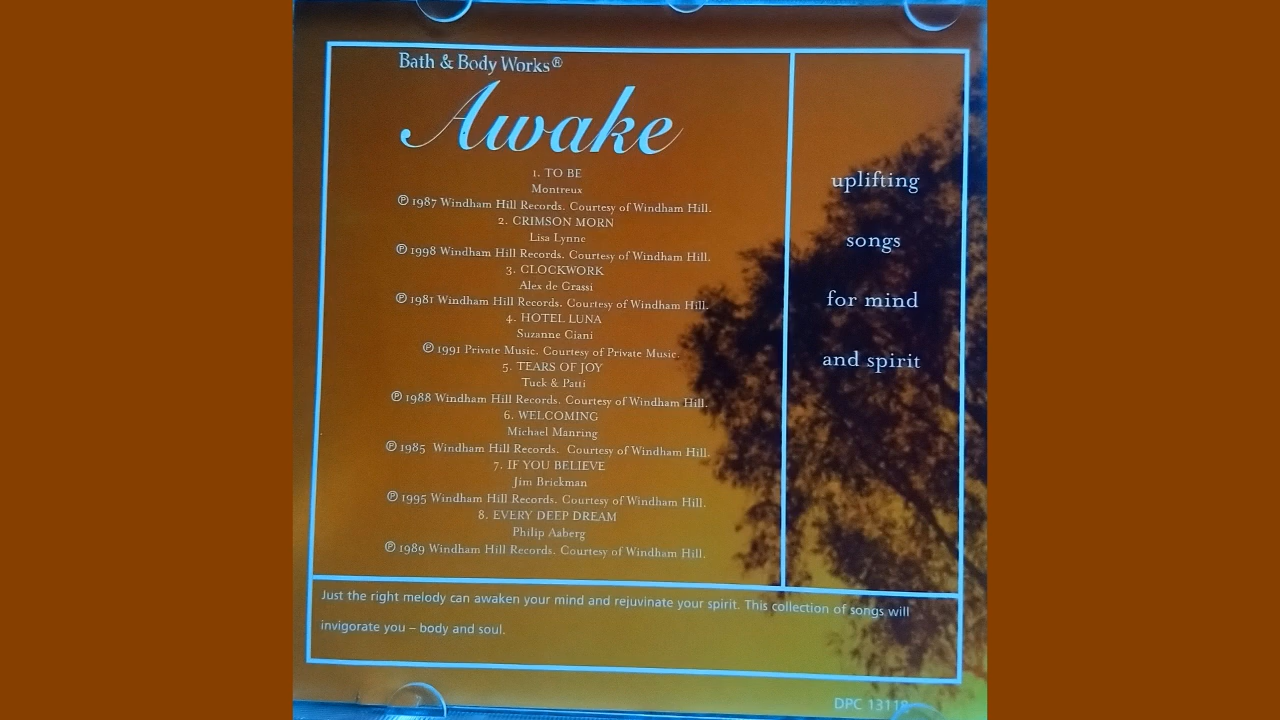 Bath & Body Works®
Awake
1. TO BE
Montreux
℗ 1987 Windham Hill Records. Courtesy of Windham Hill.
2. CRIMSON MORN
Lisa Lynne
℗ 1998 Windham Hill Records. Courtesy of Windham Hill.
3. CLOCKWORK
Alex de Grassi
℗ 1981 Windham Hill Records. Courtesy of Windham Hill.
4. HOTEL LUNA
Suzanne Ciani
℗ 1991 Private Music. Courtesy of Private Music.
5. TEARS OF JOY
Tuck & Patti
℗ 1988 Windham Hill Records. Courtesy of Windham Hill.
6. WELCOMING
Michael Manring
℗ 1985 Windham Hill Records. Courtesy of Windham Hill.
7. IF YOU BELIEVE
Jim Brickman
℗ 1995 Windham Hill Records. Courtesy of Windham Hill.
8. EVERY DEEP DREAM
Philip Aaberg
℗ 1989 Windham Hill Records. Courtesy of Windham Hill.
uplifting
songs
for mind
and spirit
Just the right melody can awaken your mind and rejuvinate your spirit. This collection of songs will
invigorate you – body and soul.
DPC 13118